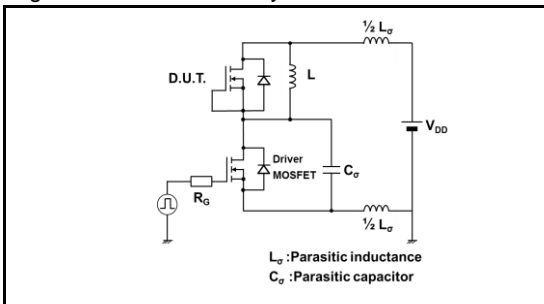 ½ Lσ
D.U.T.
L
VDD
Driver
MOSFET
Cσ
RG
½ Lσ
Lσ :Parasitic inductance
Cσ :Parasitic capacitor